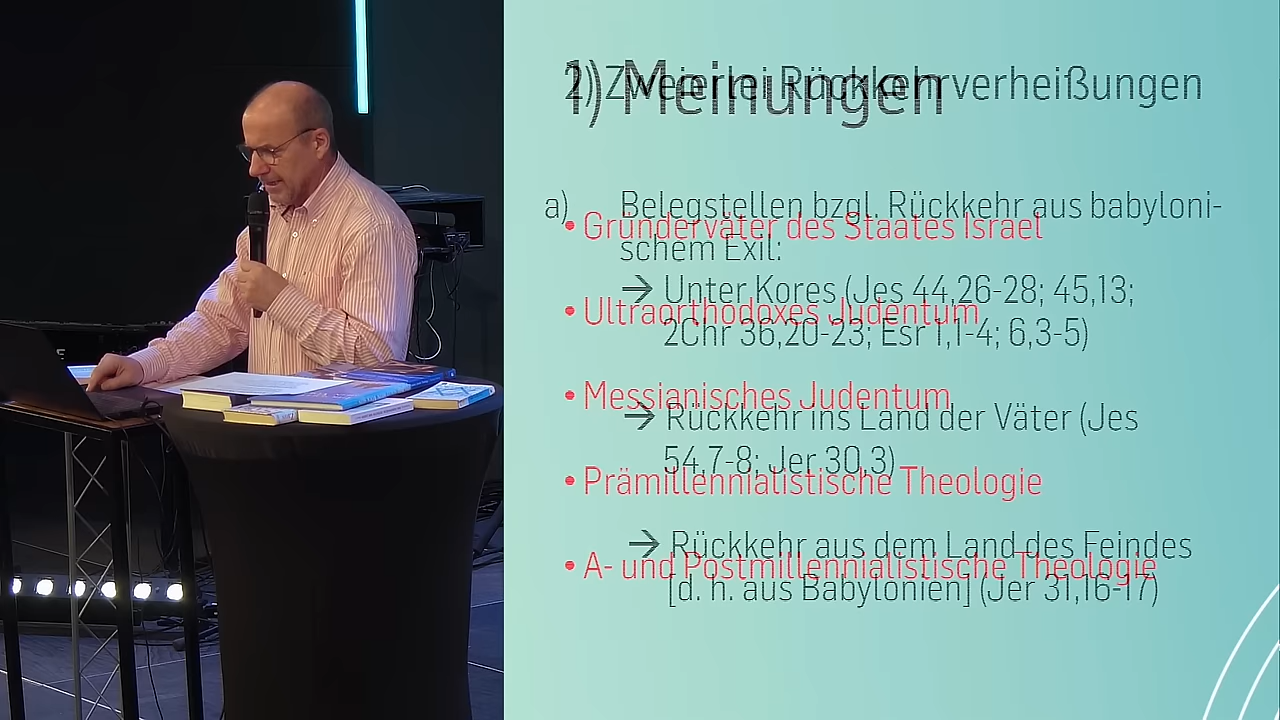 1) Meinungen
• Gründerväter des Staates Israel
• Ultraorthodoxes Judentum
• Messianisches Judentum
• Prämillennialistische Theologie
• A- und Postmillennialistische Theologie
2) Zweierlei Rückkehrverheißungen
a) Belegstellen bzgl. Rückkehr aus babyloni-
schem Exil:
→ Unter Kores (Jes 44,26-28; 45,13;
2Chr 36,20-23; Esr 1,1-4; 6,3-5)
→ Rückkehr ins Land der Väter (Jes
54,7-8; Jer 30,3)
→ Rückkehr aus dem Land des Feindes
[d. h. aus Babylonien] (Jer 31,16-17)